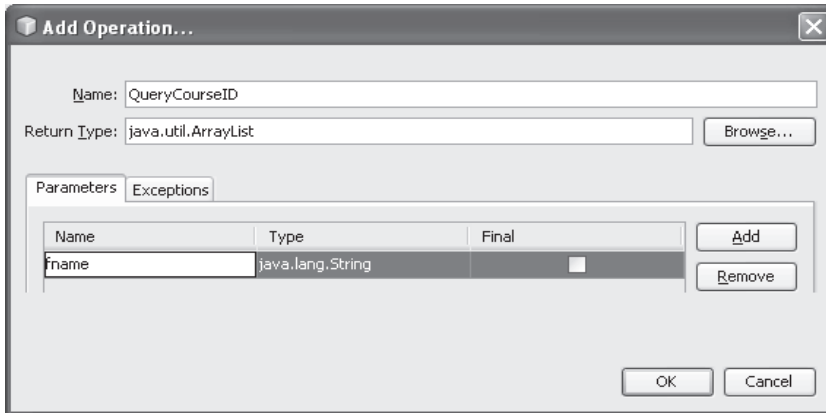 Add Operation...
Name: QueryCourseID
Return Type: java.util.ArrayList Browse...
Parameters Exceptions
Name Type Final Add
fname java.lang.String
Remove
OK Cancel